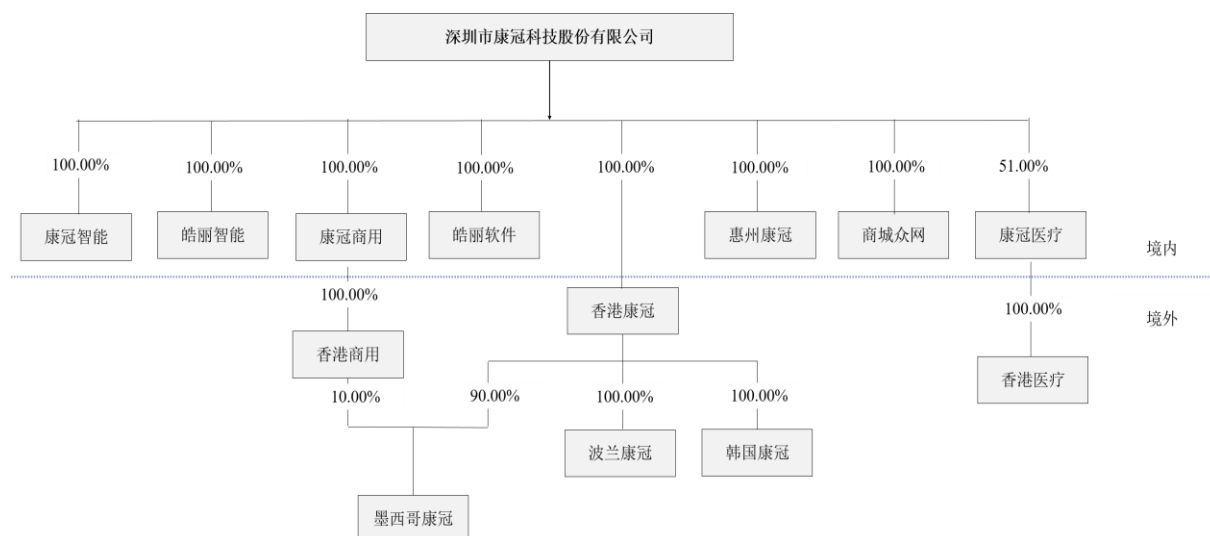 深圳市康冠科技股份有限公司
100.00%
100.00%
100.00%
100.00%
100.00%
100.00%
100.00%
51.00%
康冠智能
皓丽智能
康冠商用
皓丽软件
惠州康冠
商城众网
康冠医疗
境内
100.00%
香港康冠
100.00%
境外
香港商用
香港医疗
10.00%
90.00%
100.00%
100.00%
波兰康冠
韩国康冠
墨西哥康冠